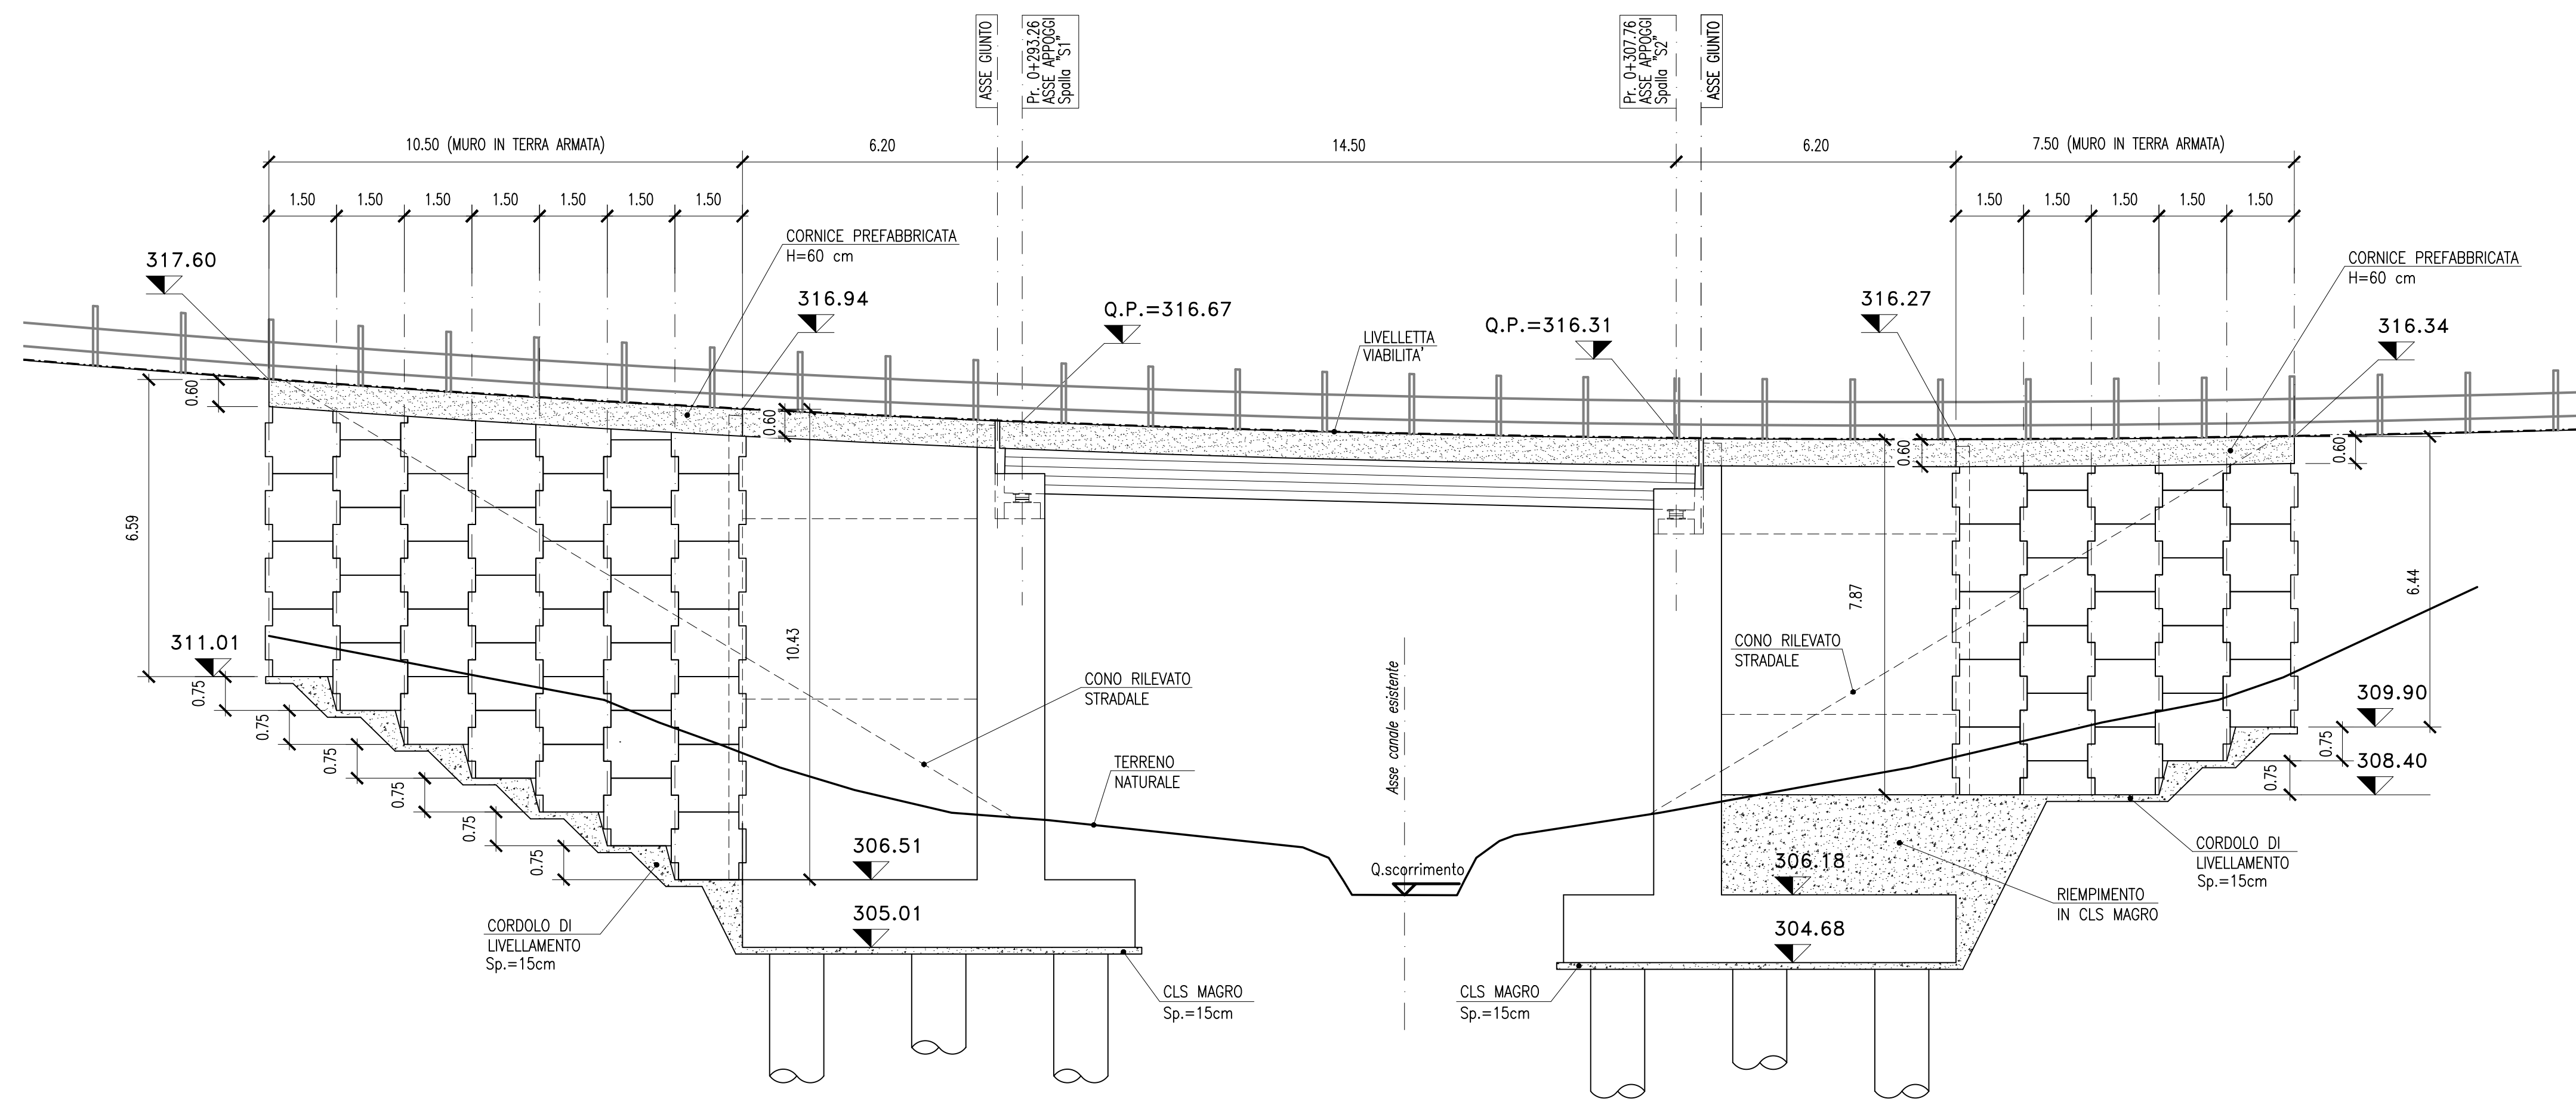 ASSE GIUNTO
Pr. 0+293.26
ASSE APPOGGI
Spalla "S1"
Pr. 0+307.76
ASSE APPOGGI
Spalla "S2"
ASSE GIUNTO
10.50 (MURO IN TERRA ARMATA)
6.20
14.50
6.20
7.50 (MURO IN TERRA ARMATA)
1.50
1.50
1.50
1.50
1.50
1.50
1.50
1.50
1.50
1.50
1.50
1.50
CORNICE PREFABBRICATA
H=60 cm
CORNICE PREFABBRICATA
H=60 cm
317.60
316.94
Q.P.=316.67
Q.P.=316.31
316.27
316.34
LIVELLETTA
VIABILITA'
0.60
0.60
0.60
0.60
6.59
10.43
7.87
6.44
311.01
CONO RILEVATO
STRADALE
CONO RILEVATO
STRADALE
Asse canale esistente
309.90
308.40
0.75
0.75
0.75
0.75
0.75
0.75
0.75
0.75
TERRENO
NATURALE
306.51
305.01
Q.scorrimento
306.18
304.68
CORDOLO DI
LIVELLAMENTO
Sp.=15cm
CORDOLO DI
LIVELLAMENTO
Sp.=15cm
RIEMPIMENTO
IN CLS MAGRO
CLS MAGRO
Sp.=15cm
CLS MAGRO
Sp.=15cm